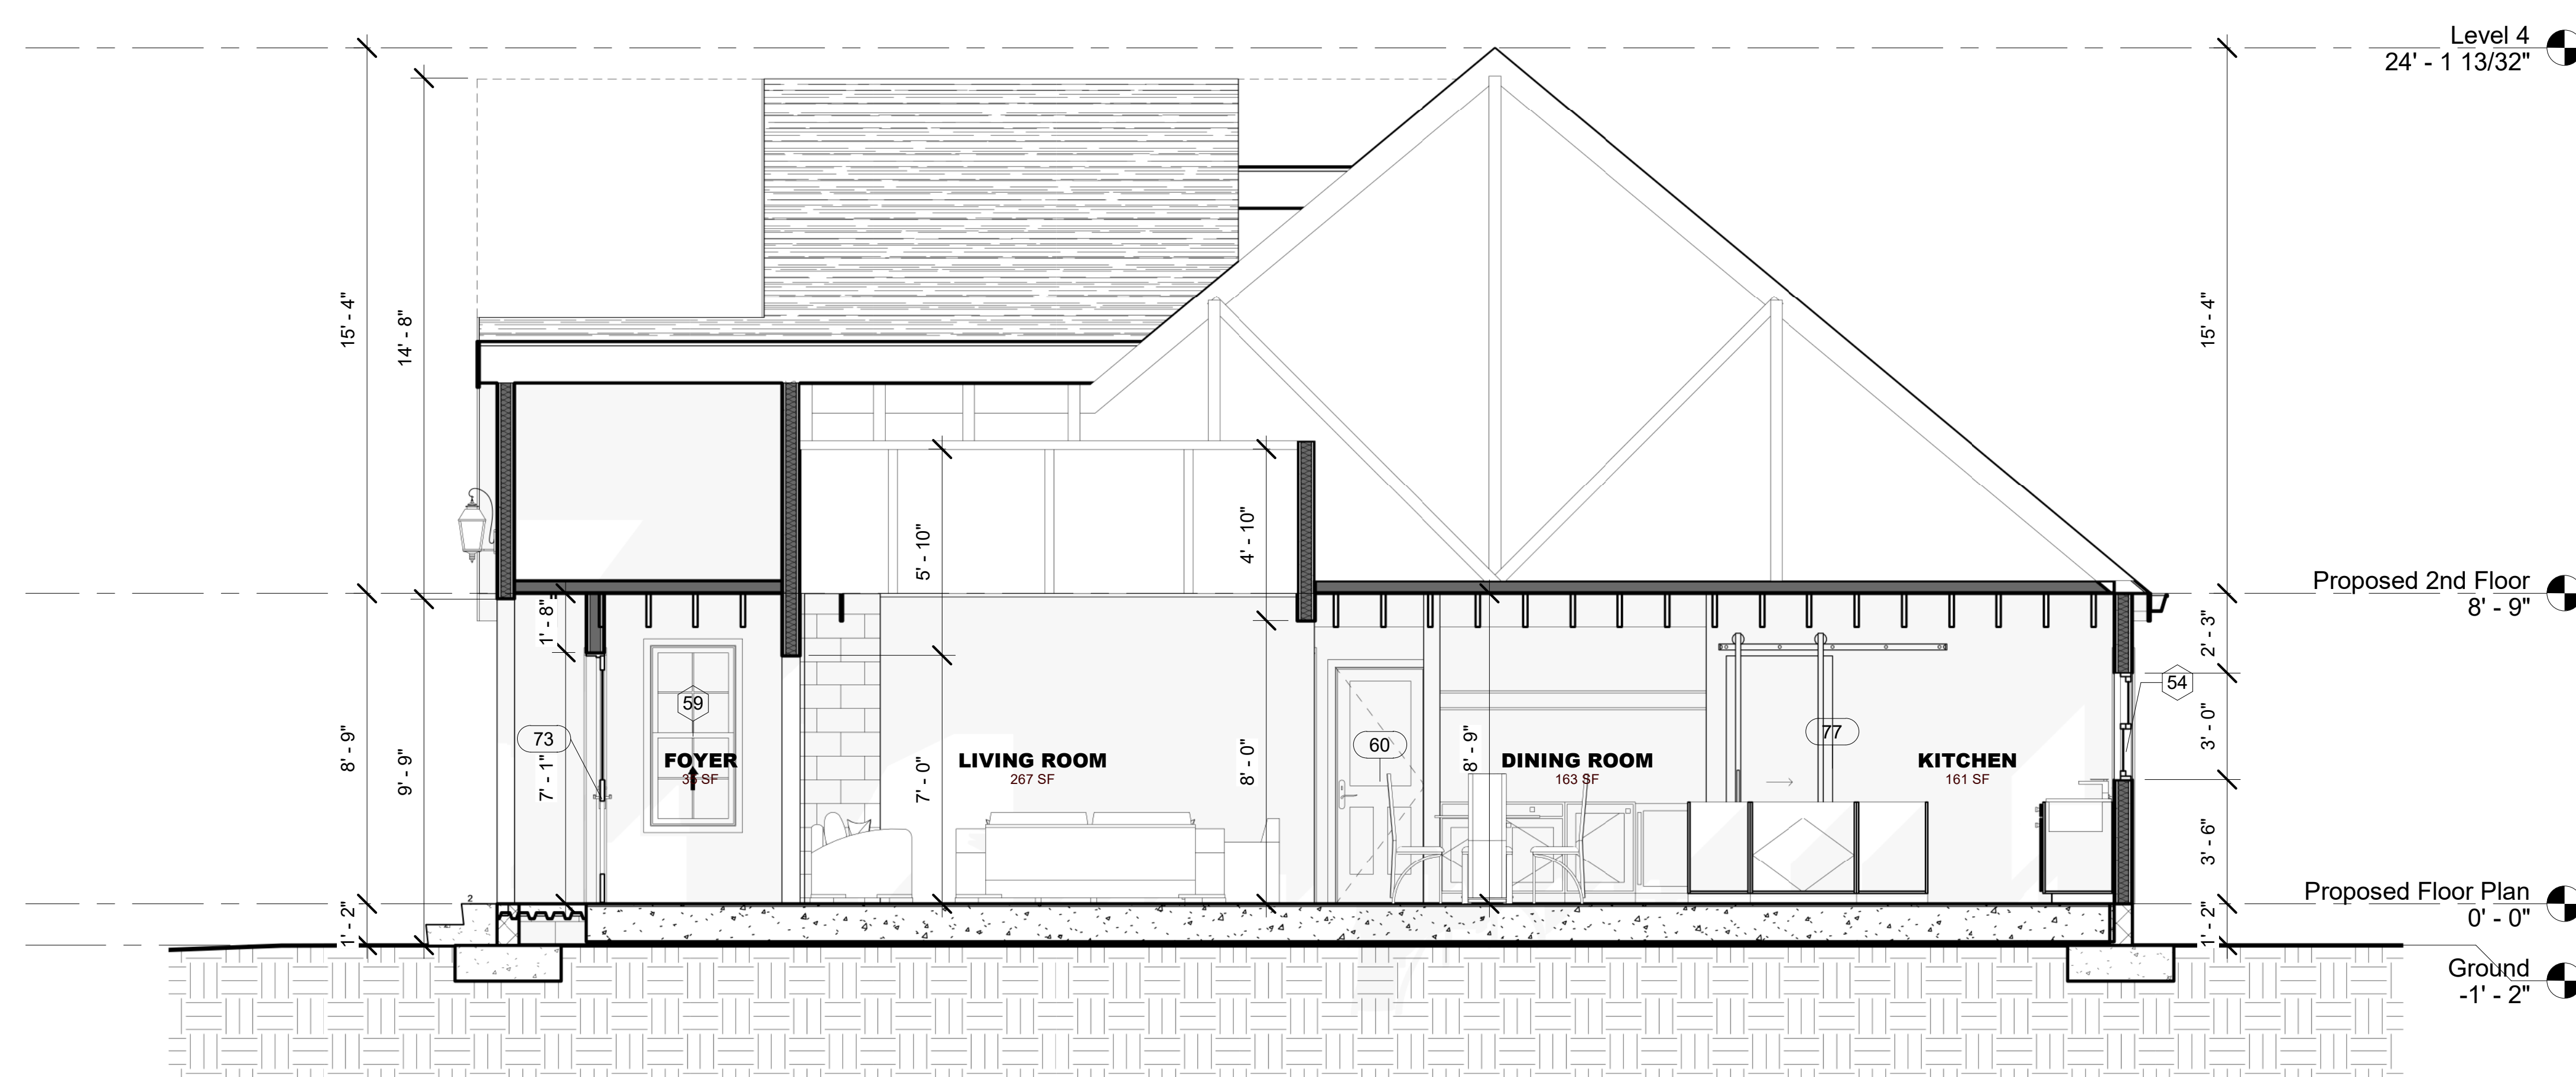 Level 4
24' - 1 13/32"
15' - 4"
14' - 8"
15' - 4"
5' - 10"
4' - 10"
Proposed 2nd Floor
8' - 9"
1' - 8"
2' - 3"
59
54
73
60
77
8' - 9"
9' - 9"
7' - 1"
FOYER
LIVING ROOM
267 SF
7' - 0"
8' - 0"
8' - 9"
DINING ROOM
163 SF
KITCHEN
161 SF
3' - 0"
3' - 6"
Proposed Floor Plan
0' - 0"
2
1' - 2"
1' - 2"
Ground
-1' - 2"